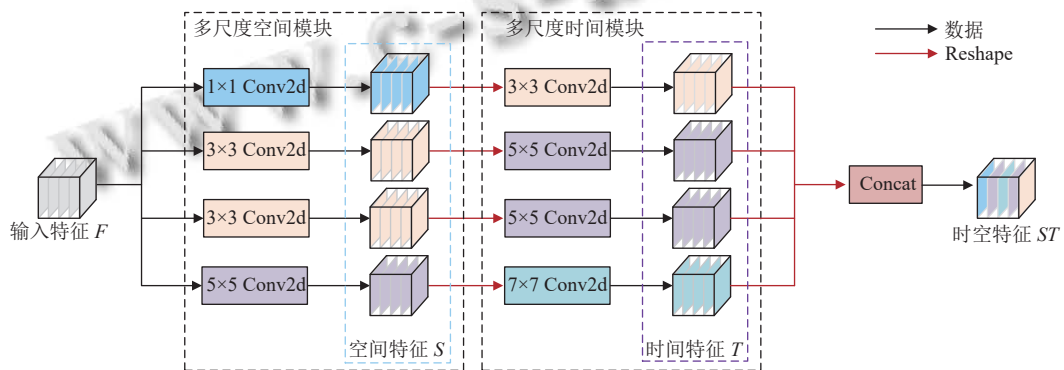 多尺度空间模块
多尺度时间模块
数据
Reshape
1×1 Conv2d
3×3 Conv2d
3×3 Conv2d
5×5 Conv2d
3×3 Conv2d
5×5 Conv2d
5×5 Conv2d
7×7 Conv2d
Concat
输入特征 F
空间特征 S
时间特征 T
时空特征 ST